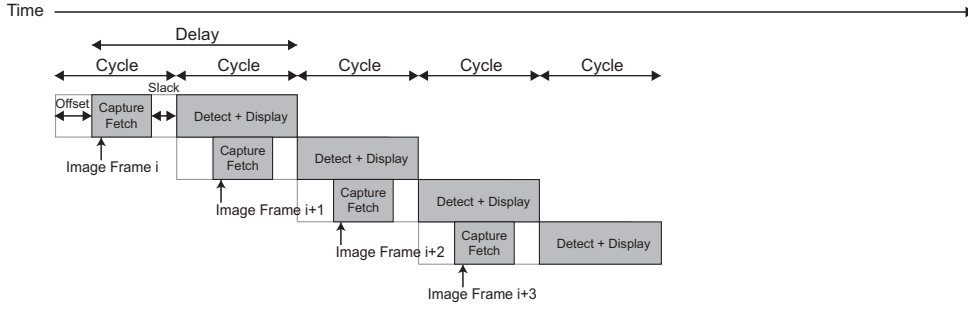 Time
Delay
Cycle Cycle Cycle Cycle Cycle
Offset
Capture
Fetch
Slack
Detect + Display
Image Frame i
Capture
Fetch
Detect + Display
Image Frame i+1
Capture
Fetch
Detect + Display
Image Frame i+2
Capture
Fetch
Detect + Display
Image Frame i+3